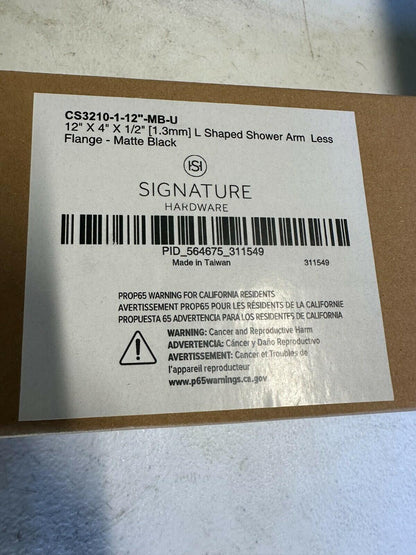 CS3210-1-12"-MB-U
12" X 4" X 1/2" [1.3mm] L Shaped Shower Arm Less
Flange - Matte Black
SIGNATURE
HARDWARE
PID_564675_311549
Made in Taiwan 311549
PROP65 WARNING FOR CALIFORNIA RESIDENTS
AVERTISSEMENT PROP65 POUR LES RÉSIDENTS DE LA CALIFORNIE
PROPUESTA 65 ADVERTENCIA PARA LOS RESIDENTES DE CALIFORNIA
WARNING: Cancer and Reproductive Harm
ADVERTENCIA: Cáncer y Daño Reproductivo
AVERTISSEMENT: Cancer et Troubles de
l'appareil reproducteur
www.p65warnings.ca.gov